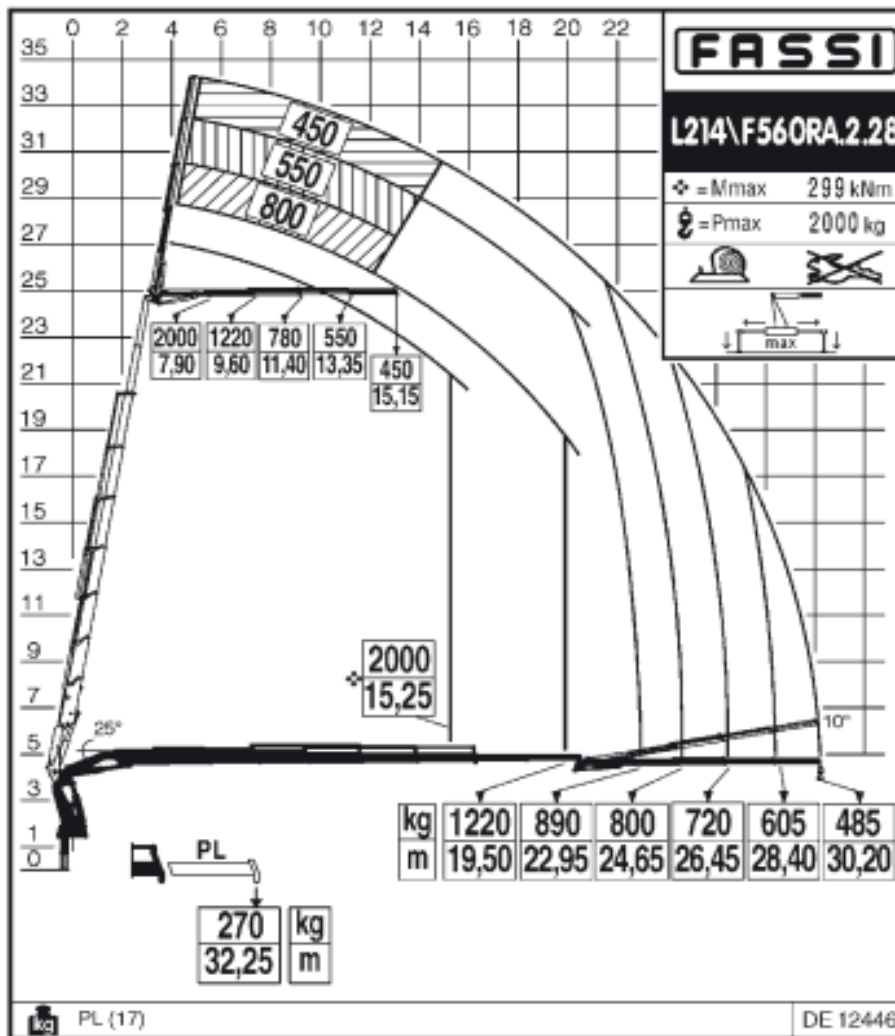 0 2 4 6 8 10 12 14 16 18 20 22
35
33
31
29
27
25
23
21
19
17
15
13
11
9
7
5
3
1
0
FASSI
L214\F560RA.2.28
= Mmax 299 kNm
= Pmax 2000 kg
max
450
550
800
2000 1220 780 550
7,90 9,60 11,40 13,35
450
15,15
2000
15,25
25°
10°
kg 1220 890 800 720 605 485
m 19,50 22,95 24,65 26,45 28,40 30,20
PL
270 kg
32,25 m
kg PL (17)
DE 12446